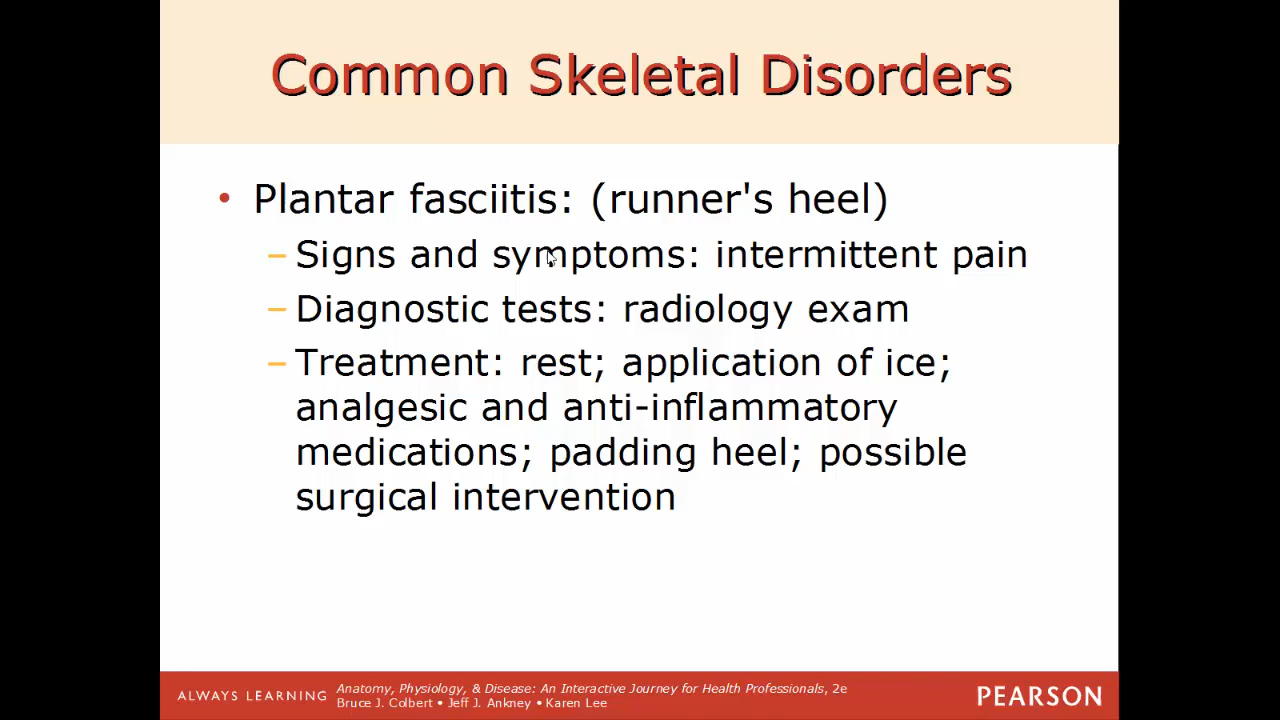 Common Skeletal Disorders
• Plantar fasciitis: (runner's heel)
– Signs and symptoms: intermittent pain
– Diagnostic tests: radiology exam
– Treatment: rest; application of ice;
analgesic and anti-inflammatory
medications; padding heel; possible
surgical intervention
ALWAYS LEARNING
Anatomy, Physiology, & Disease: An Interactive Journey for Health Professionals, 2e
Bruce J. Colbert • Jeff J. Ankney • Karen Lee
PEARSON